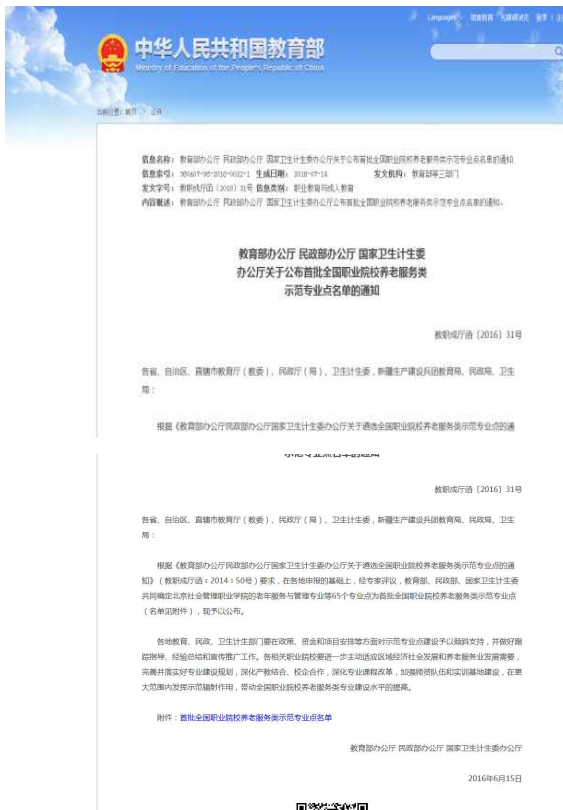 Languages
中华人民共和国教育部
Ministry of Education of the People's Republic of China
当前位置：首页 > 公开
信息名称：教育部办公厅 民政部办公厅 国家卫生计生委办公厅关于公布首批全国职业院校养老服务类示范专业点名单的通知
信息索引：360A07-05-2016-0022-1 生成日期：2016-07-14 发文机构：教育部等三部门
发文字号：教职成厅函〔2016〕31号 信息类别：职业教育与成人教育
内容概述：教育部办公厅 民政部办公厅 国家卫生计生委办公厅公布首批全国职业院校养老服务类示范专业点名单的通知。
教育部办公厅 民政部办公厅 国家卫生计生委
办公厅关于公布首批全国职业院校养老服务类
示范专业点名单的通知
教职成厅函〔2016〕31号
各省、自治区、直辖市教育厅（教委）、民政厅（局）、卫生计生委，新疆生产建设兵团教育局、民政局、卫生
局：
根据《教育部办公厅民政部办公厅国家卫生计生委办公厅关于遴选全国职业院校养老服务类示范专业点的通
示范专业点名单的通知
教职成厅函〔2016〕31号
各省、自治区、直辖市教育厅（教委）、民政厅（局）、卫生计生委，新疆生产建设兵团教育局、民政局、卫生
局：
根据《教育部办公厅民政部办公厅国家卫生计生委办公厅关于遴选全国职业院校养老服务类示范专业点的通
知》（教职成厅函﹝2014﹞50号）要求，在各地申报的基础上，经专家评议，教育部、民政部、国家卫生计生委
共同确定北京社会管理职业学院的老年服务与管理专业等65个专业点为首批全国职业院校养老服务类示范专业点
（名单见附件），现予以公布。
各地教育、民政、卫生计生部门要在政策、资金和项目安排等方面对示范专业点建设予以倾斜支持，并做好跟
踪指导、经验总结和宣传推广工作。各相关职业院校要进一步主动适应区域经济社会发展和养老服务业发展需要，
完善并落实好专业建设规划，深化产教结合、校企合作，深化专业课程改革，加强师资队伍和实训基地建设，在更
大范围内发挥示范辐射作用，带动全国职业院校养老服务类专业建设水平的提高。
附件：首批全国职业院校养老服务类示范专业点名单
教育部办公厅 民政部办公厅 国家卫生计生委办公厅
2016年6月15日